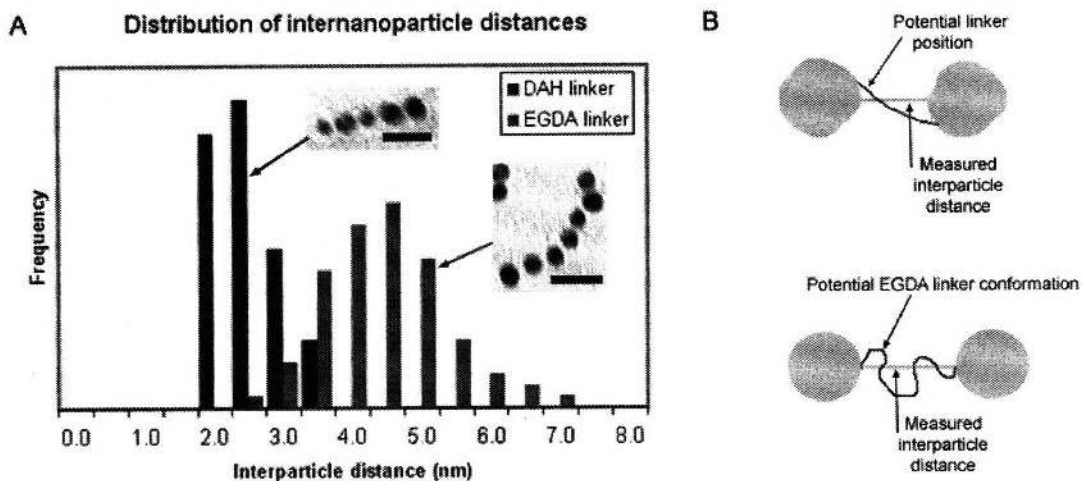 A
Distribution of internanoparticle distances
DAH linker
EGDA linker
Frequency
0.0 1.0 2.0 3.0 4.0 5.0 6.0 7.0 8.0
Interparticle distance (nm)
B
Potential linker
position
Measured
interparticle
distance
Potential EGDA linker conformation
Measured
interparticle
distance